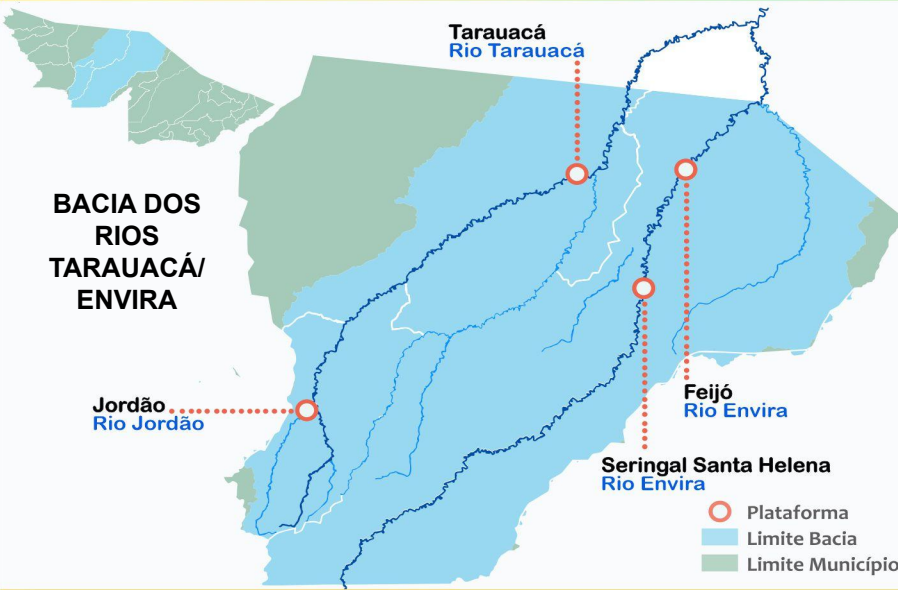 Tarauacá
Rio Tarauacá
BACIA DOS
RIOS
TARAUACÁ/
ENVIRA
Jordão
Rio Jordão
Feijó
Rio Envira
Seringal Santa Helena
Rio Envira
Plataforma
Limite Bacia
Limite Município